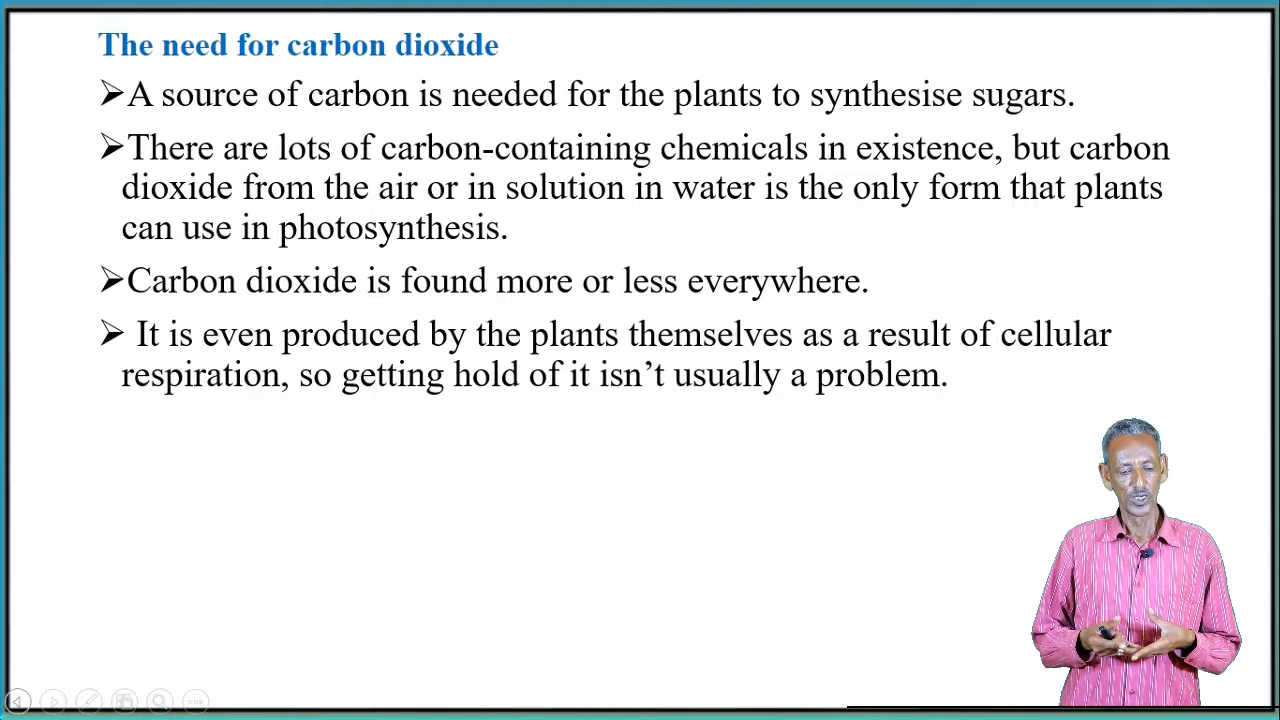 The need for carbon dioxide
➢A source of carbon is needed for the plants to synthesise sugars.
➢There are lots of carbon-containing chemicals in existence, but carbon
dioxide from the air or in solution in water is the only form that plants
can use in photosynthesis.
➢Carbon dioxide is found more or less everywhere.
➢ It is even produced by the plants themselves as a result of cellular
respiration, so getting hold of it isn’t usually a problem.